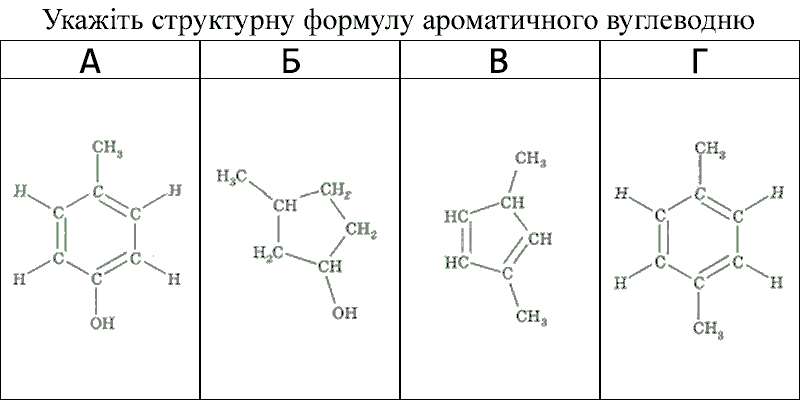 Укажіть структурну формулу ароматичного вуглеводню
А Б В Г
CH₃
H H
C
C C
C C
C
H H
OH
H₃C CH₂
CH
CH₂
H₂C
CH
OH
CH₃
CH
HC
CH
HC
C
CH₃
CH₃
H H
C
C C
C C
C
H H
CH₃